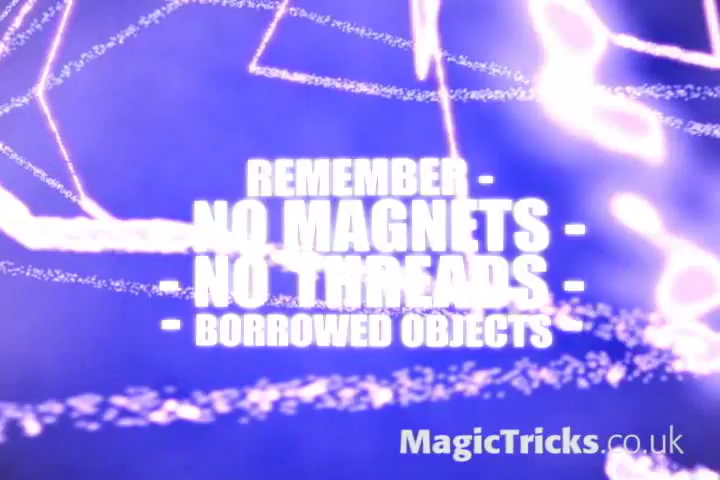 REMEMBER -
- NO MAGNETS -
- NO THREADS -
- BORROWED OBJECTS -
MagicTricks.co.uk